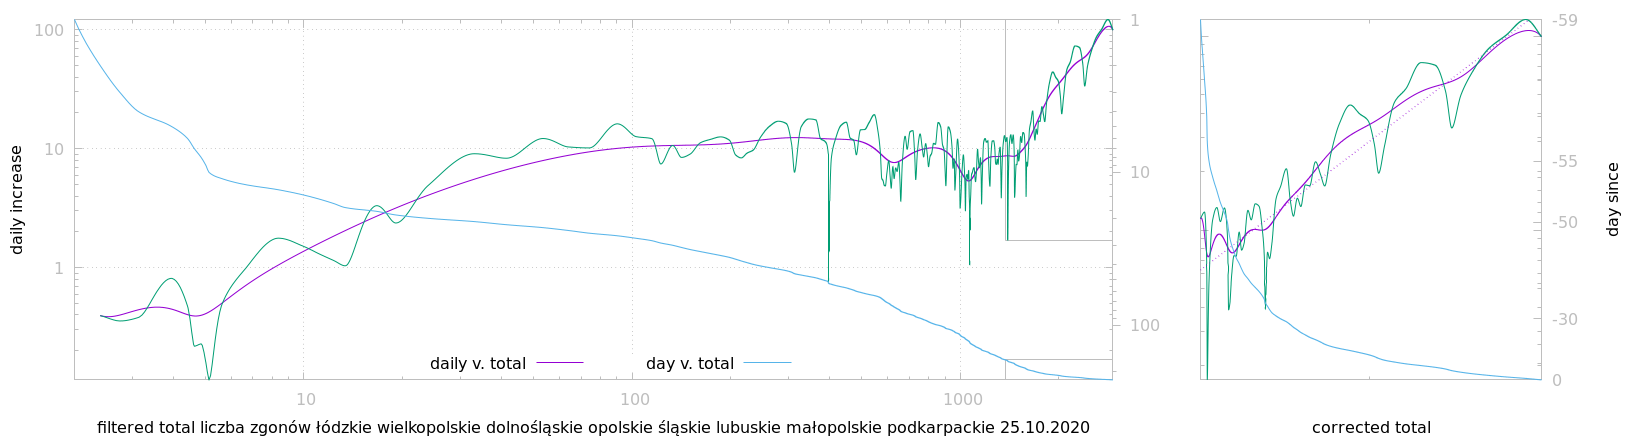 100
10
1
daily increase
1
10
100
daily v. total
day v. total
10
100
1000
filtered total liczba zgonów łódzkie wielkopolskie dolnośląskie opolskie śląskie lubuskie małopolskie podkarpackie 25.10.2020
-59
-55
-50
-30
0
day since
corrected total